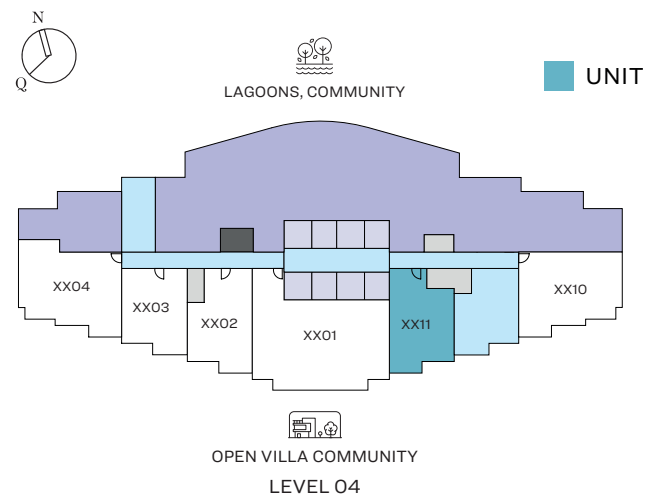 N
Q
LAGOONS, COMMUNITY
UNIT
XX04
XX03
XX02
XX01
XX11
XX10
OPEN VILLA COMMUNITY
LEVEL 04